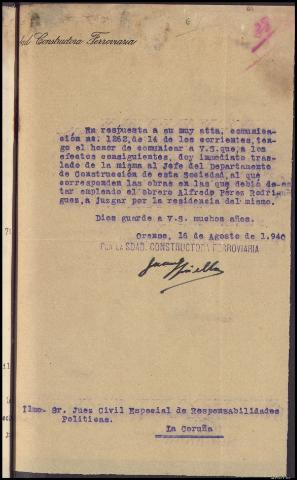 dad Constructora Ferroviaria
En respuesta a su muy atta. comunica-
ción nº. 1262, de 14 de los corrientes, ten-
go el honor de comunicar a V.S. que, a los
efectos consiguientes, doy inmediato tras-
lado de la misma al Jefe del Departamento
de Construcción de esta Sociedad, al que
corresponden las obras en las que debió de es-
tar empleado el obrero Alfredo Pérez Rodri-
guez, a juzgar por la residencia del mismo.
Dios guarde a V.S. muchos años.
Orense, 16 de Agosto de 1.940
POR LA SDAD. CONSTRUCTORA FERROVIARIA
Ilmo. Sr. Juez Civil Especial de Responsabilidades
Políticas.
La Coruña